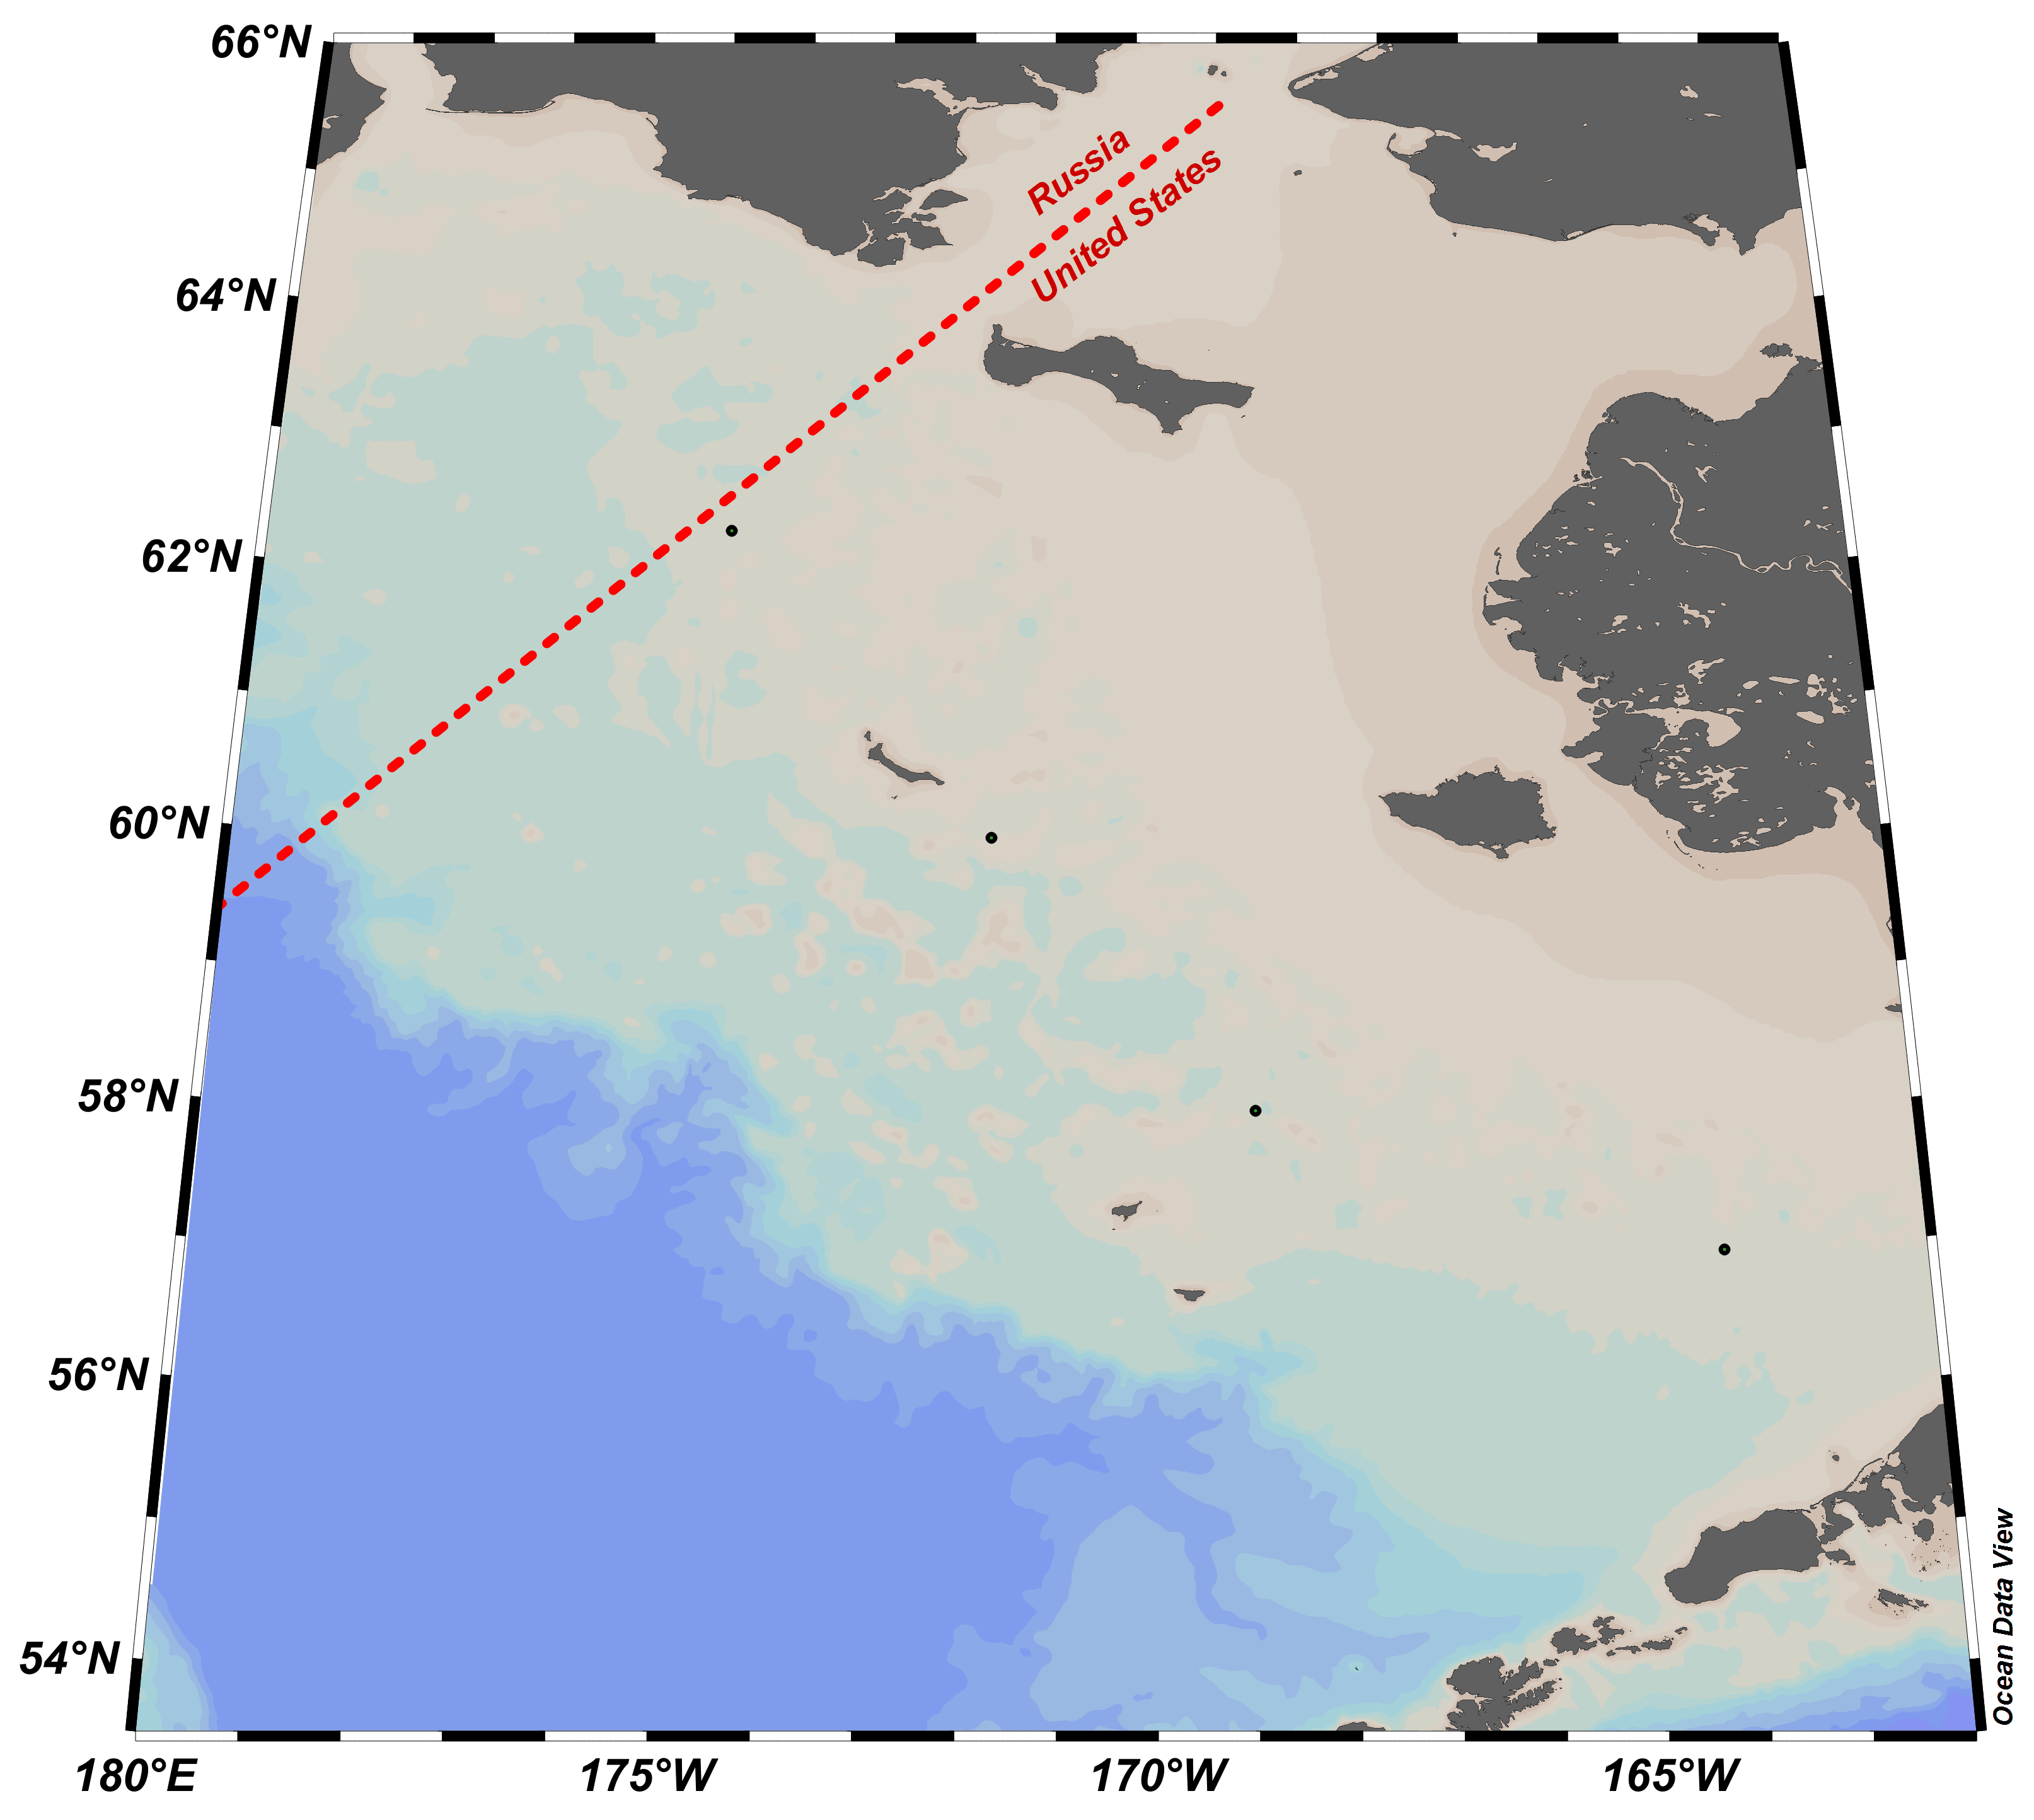 66°N
Russia
United States
64°N
62°N
60°N
58°N
56°N
54°N
180°E
175°W
170°W
165°W
Ocean Data View